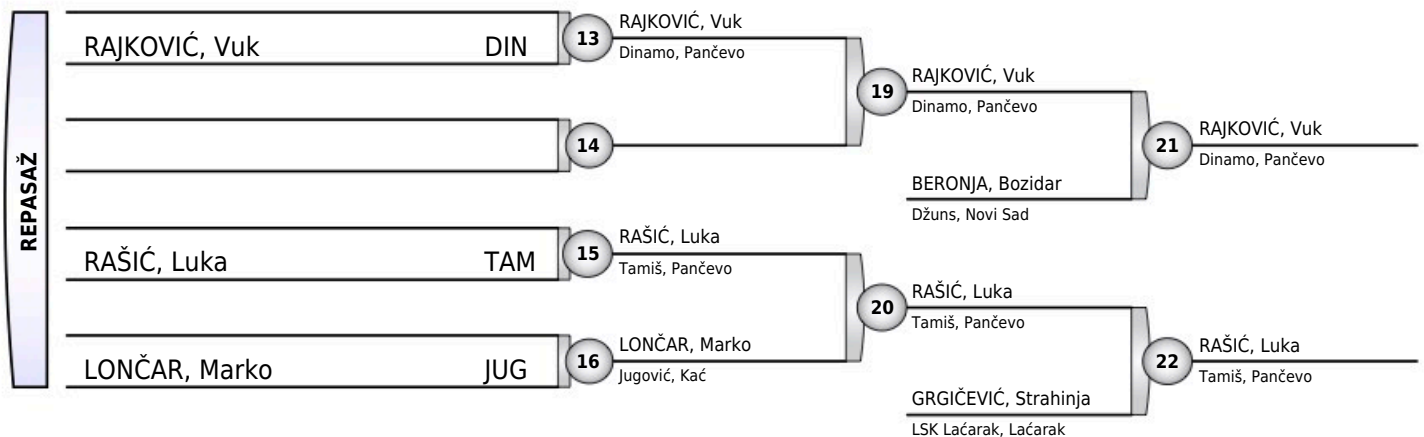 REPASAŽ
RAJKOVIĆ, Vuk DIN
13
RAJKOVIĆ, Vuk
Dinamo, Pančevo
14
19
RAJKOVIĆ, Vuk
Dinamo, Pančevo
BERONJA, Bozidar
Džuns, Novi Sad
21
RAJKOVIĆ, Vuk
Dinamo, Pančevo
RAŠIĆ, Luka TAM
15
RAŠIĆ, Luka
Tamiš, Pančevo
LONČAR, Marko JUG
16
LONČAR, Marko
Jugović, Kać
20
RAŠIĆ, Luka
Tamiš, Pančevo
GRGIČEVIĆ, Strahinja
LSK Laćarak, Laćarak
22
RAŠIĆ, Luka
Tamiš, Pančevo